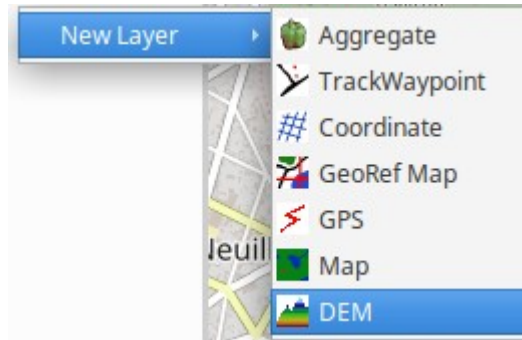 New Layer
Aggregate
TrackWaypoint
Coordinate
GeoRef Map
GPS
Map
DEM